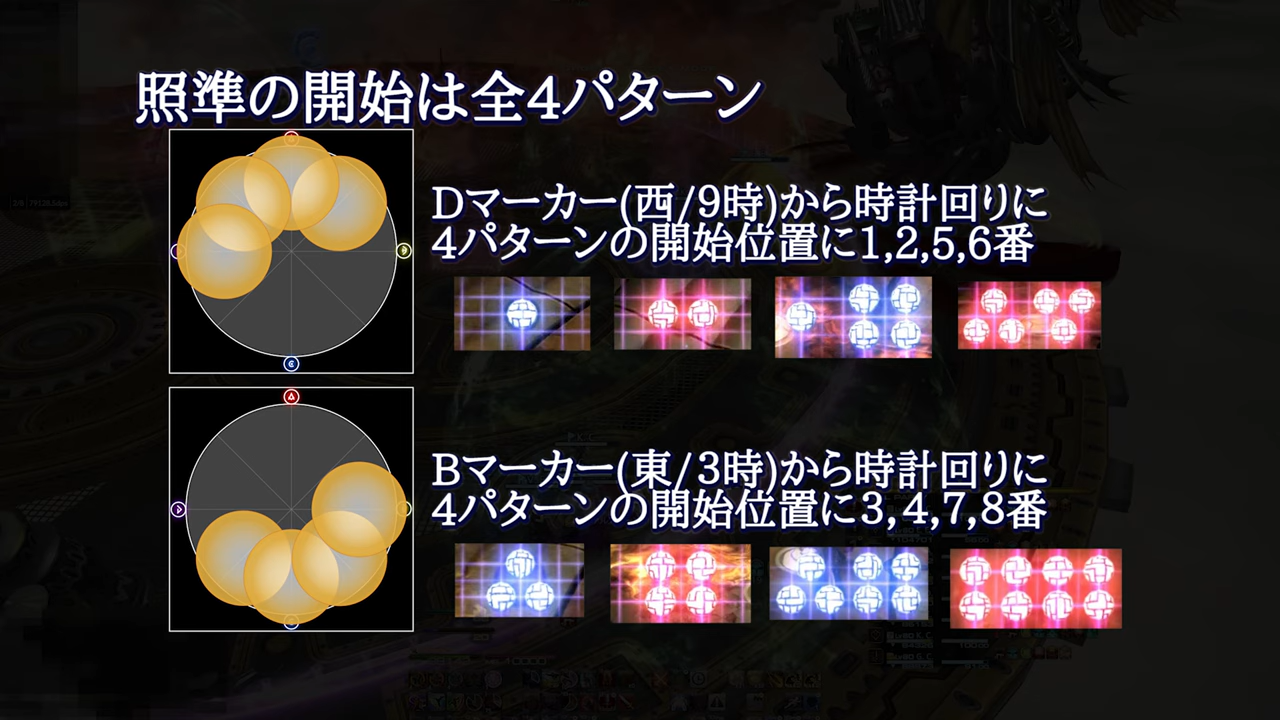 照準の開始は全4パターン
Dマーカー(西/9時)から時計回りに
4パターンの開始位置に1,2,5,6番
C
A
Bマーカー(東/3時)から時計回りに
4パターンの開始位置に3,4,7,8番